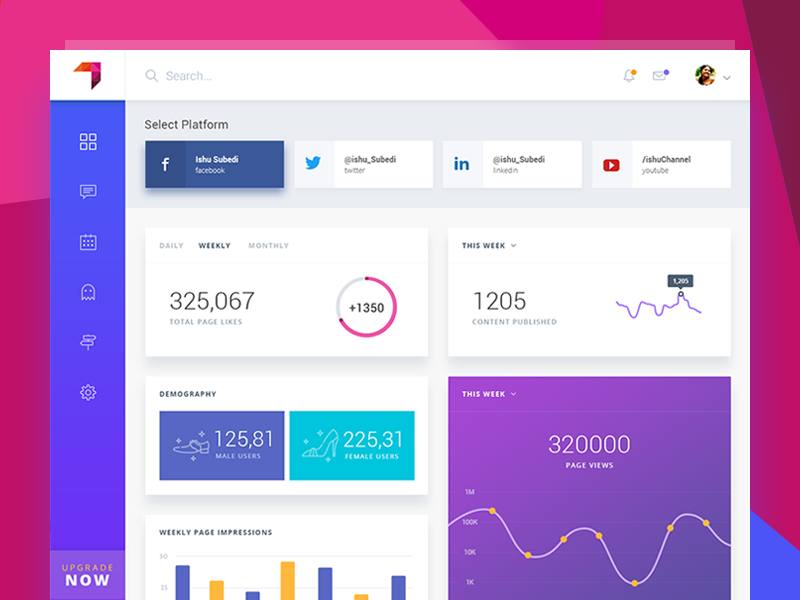 Search...
Select Platform
Ishu Subedi
facebook
@ishu_Subedi
twitter
@ishu_Subedi
linkedin
/ishuChannel
youtube
DAILY WEEKLY MONTHLY
325,067
TOTAL PAGE LIKES
+1350
THIS WEEK
1205
CONTENT PUBLISHED
1,205
DEMOGRAPHY
125,81
MALE USERS
225,31
FEMALE USERS
THIS WEEK
320000
PAGE VIEWS
1M
100K
10K
1K
WEEKLY PAGE IMPRESSIONS
50
25
UPGRADE
NOW